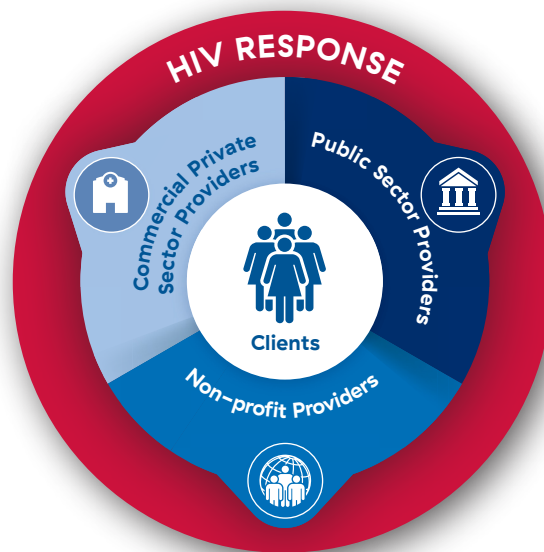 HIV RESPONSE
Commercial Private
Sector Providers
Public Sector Providers
Clients
Non-profit Providers